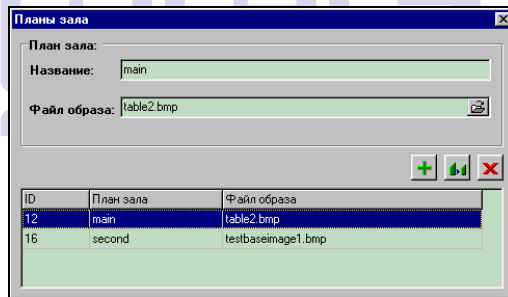 Планы зала
План зала:
Название: main
Файл образа: table2.bmp
ID План зала Файл образа
12 main table2.bmp
16 second testbaseimage1.bmp